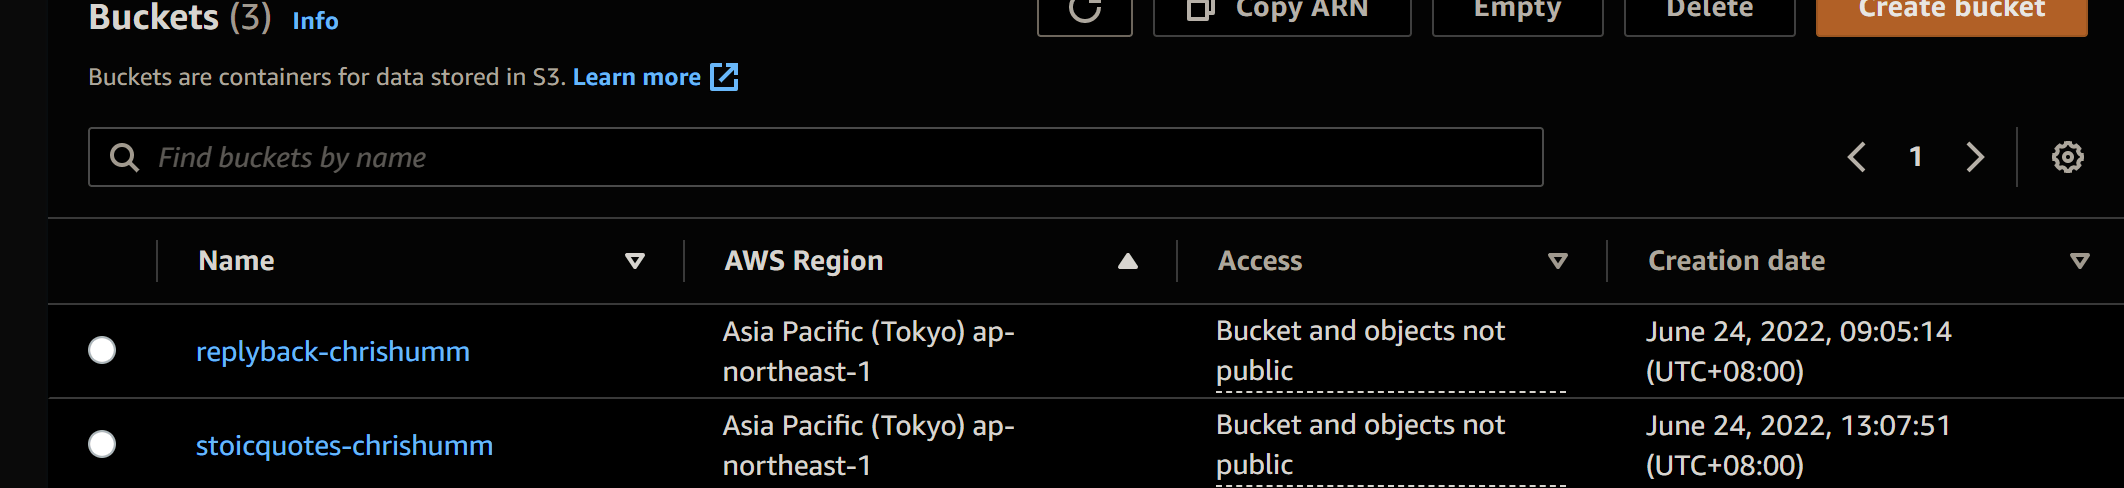 Buckets (3) Info
Copy ARN Empty Delete Create bucket
Buckets are containers for data stored in S3. Learn more
Find buckets by name
1
Name AWS Region Access Creation date
replyback-chrishumm
Asia Pacific (Tokyo) ap-
northeast-1
Bucket and objects not
public
June 24, 2022, 09:05:14
(UTC+08:00)
stoicquotes-chrishumm
Asia Pacific (Tokyo) ap-
northeast-1
Bucket and objects not
public
June 24, 2022, 13:07:51
(UTC+08:00)